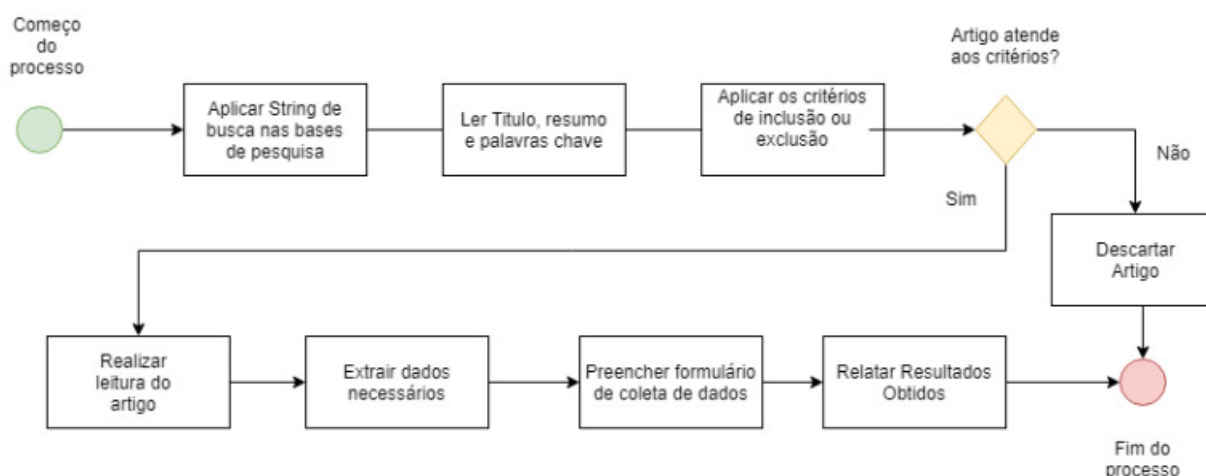 Começo
do
processo
Aplicar String de
busca nas bases
de pesquisa
Ler Titulo, resumo
e palavras chave
Aplicar os critérios
de inclusão ou
exclusão
Artigo atende
aos critérios?
Não
Sim
Descartar
Artigo
Realizar
leitura do
artigo
Extrair dados
necessários
Preencher formulário
de coleta de dados
Relatar Resultados
Obtidos
Fim do
processo